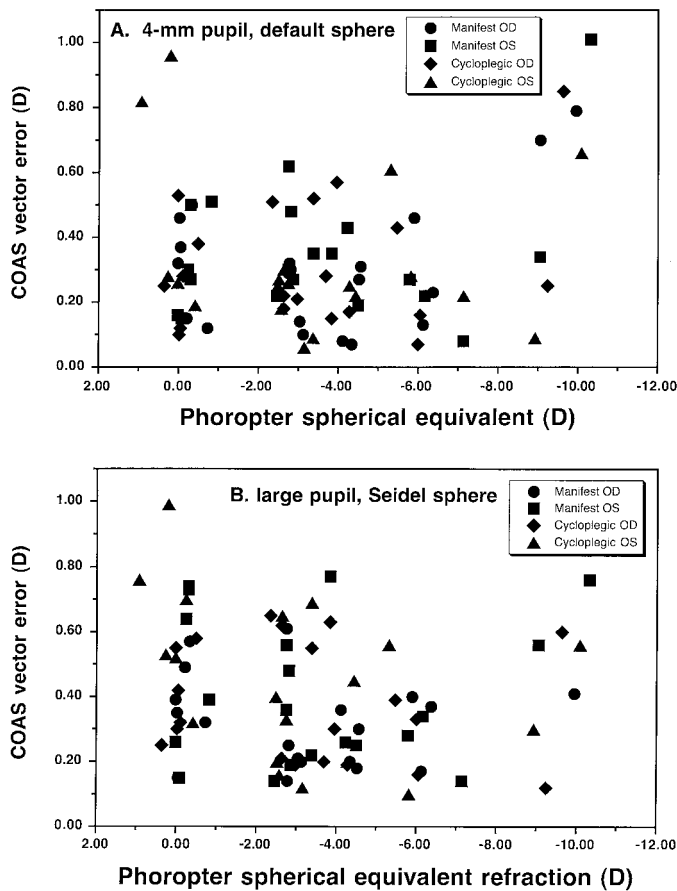 A. 4-mm pupil, default sphere
Manifest OD
Manifest OS
Cycloplegic OD
Cycloplegic OS
COAS vector error (D)
1.00
0.80
0.60
0.40
0.20
0.00
2.00 0.00 -2.00 -4.00 -6.00 -8.00 -10.00 -12.00
Phoropter spherical equivalent (D)
B. large pupil, Seidel sphere
Manifest OD
Manifest OS
Cycloplegic OD
Cycloplegic OS
COAS vector error (D)
1.00
0.80
0.60
0.40
0.20
0.00
2.00 0.00 -2.00 -4.00 -6.00 -8.00 -10.00 -12.00
Phoropter spherical equivalent refraction (D)